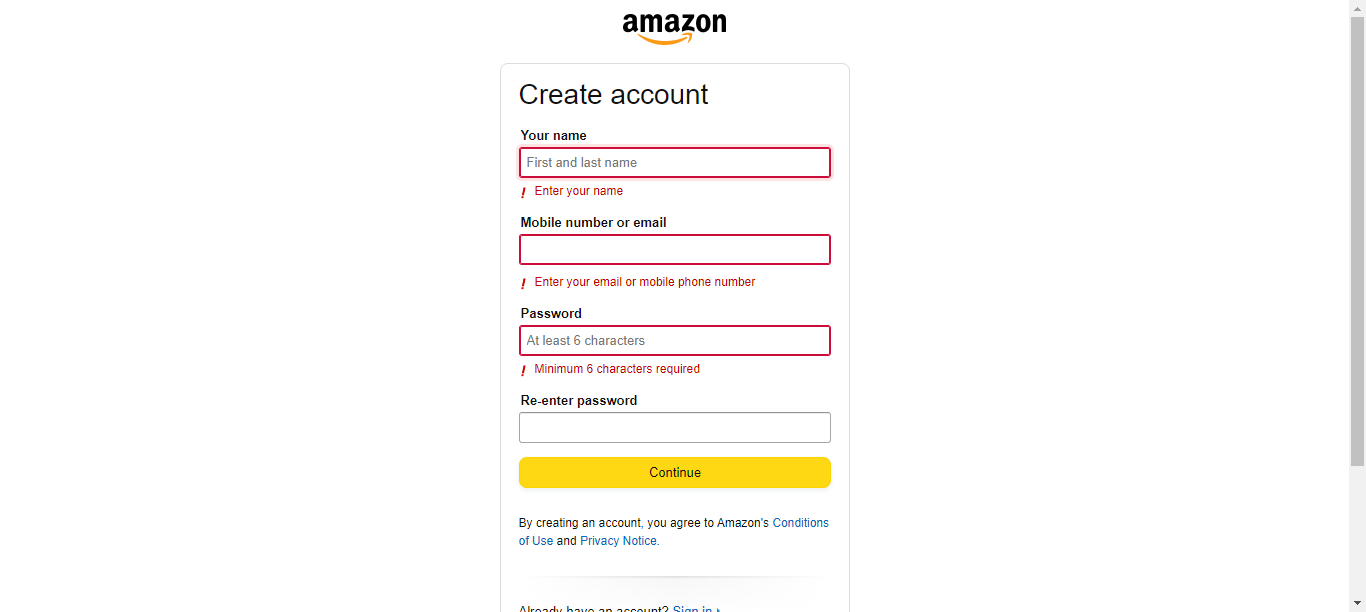 amazon
Create account
Your name
First and last name
! Enter your name
Mobile number or email
! Enter your email or mobile phone number
Password
At least 6 characters
! Minimum 6 characters required
Re-enter password
Continue
By creating an account, you agree to Amazon's Conditions
of Use and Privacy Notice.
Already have an account? Sign in